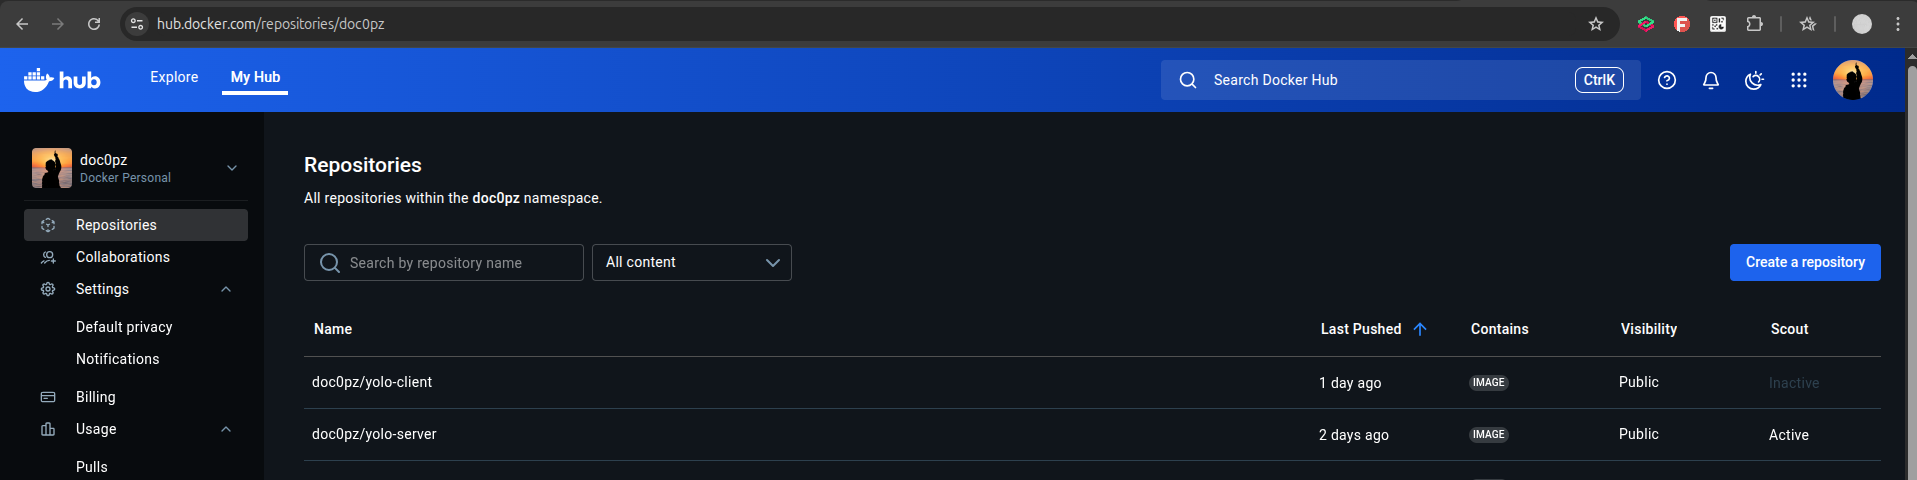 hub.docker.com/repositories/doc0pz
hub
Explore
My Hub
Search Docker Hub
CtrlK
doc0pz
Docker Personal
Repositories
Collaborations
Settings
Default privacy
Notifications
Billing
Usage
Pulls
Repositories
All repositories within the doc0pz namespace.
Search by repository name
All content
Create a repository
Name Last Pushed Contains Visibility Scout
doc0pz/yolo-client 1 day ago IMAGE Public Inactive
doc0pz/yolo-server 2 days ago IMAGE Public Active